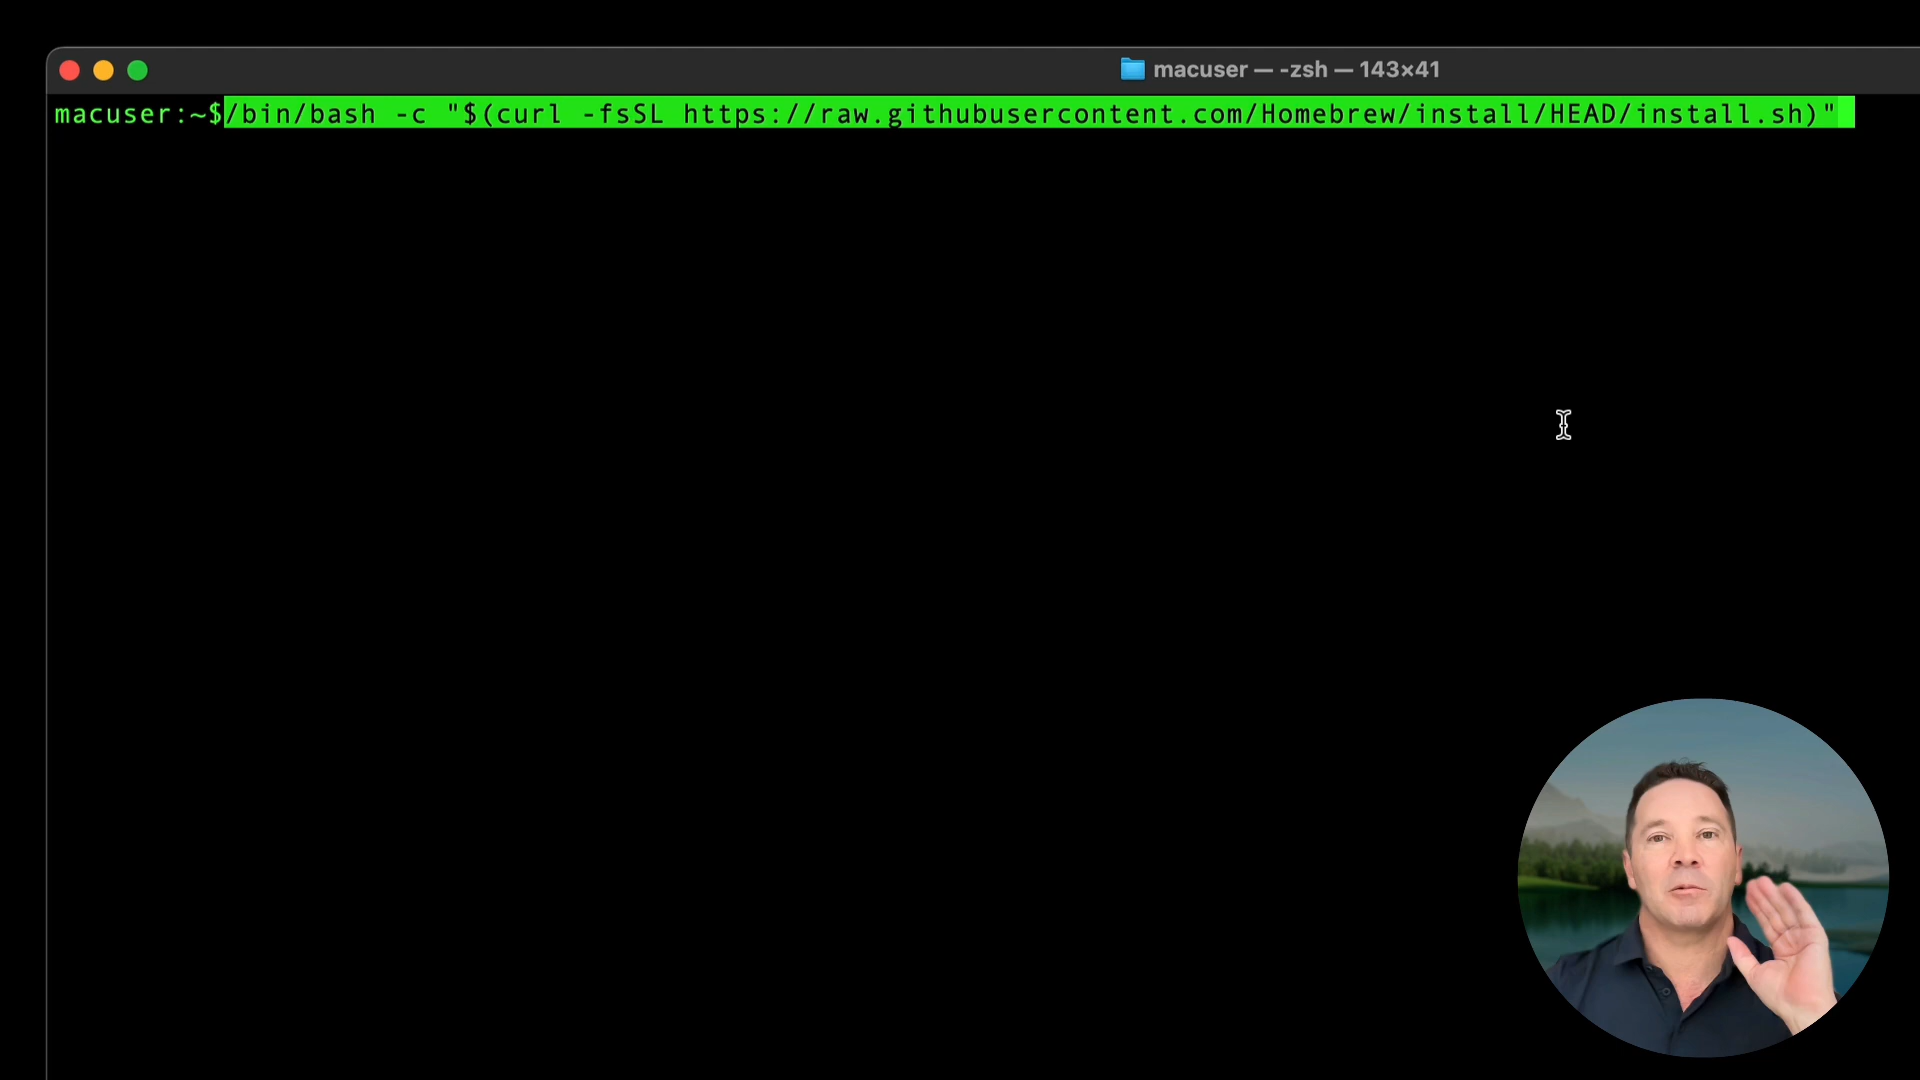 macuser — -zsh — 143×41
macuser:~$/bin/bash -c "$(curl -fsSL https://raw.githubusercontent.com/Homebrew/install/HEAD/install.sh)"